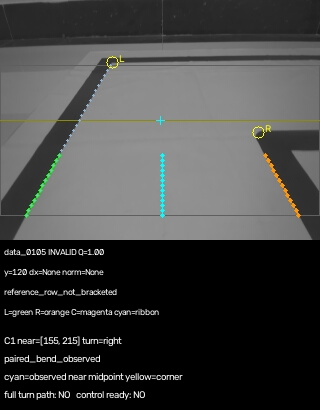 L
R
data_0105 INVALID Q=1.00
y=120 dx=None norm=None
reference_row_not_bracketed
L=green R=orange C=magenta cyan=ribbon
C1 near=[155, 215] turn=right
paired_bend_observed
cyan=observed near midpoint yellow=corner
full turn path: NO control ready: NO